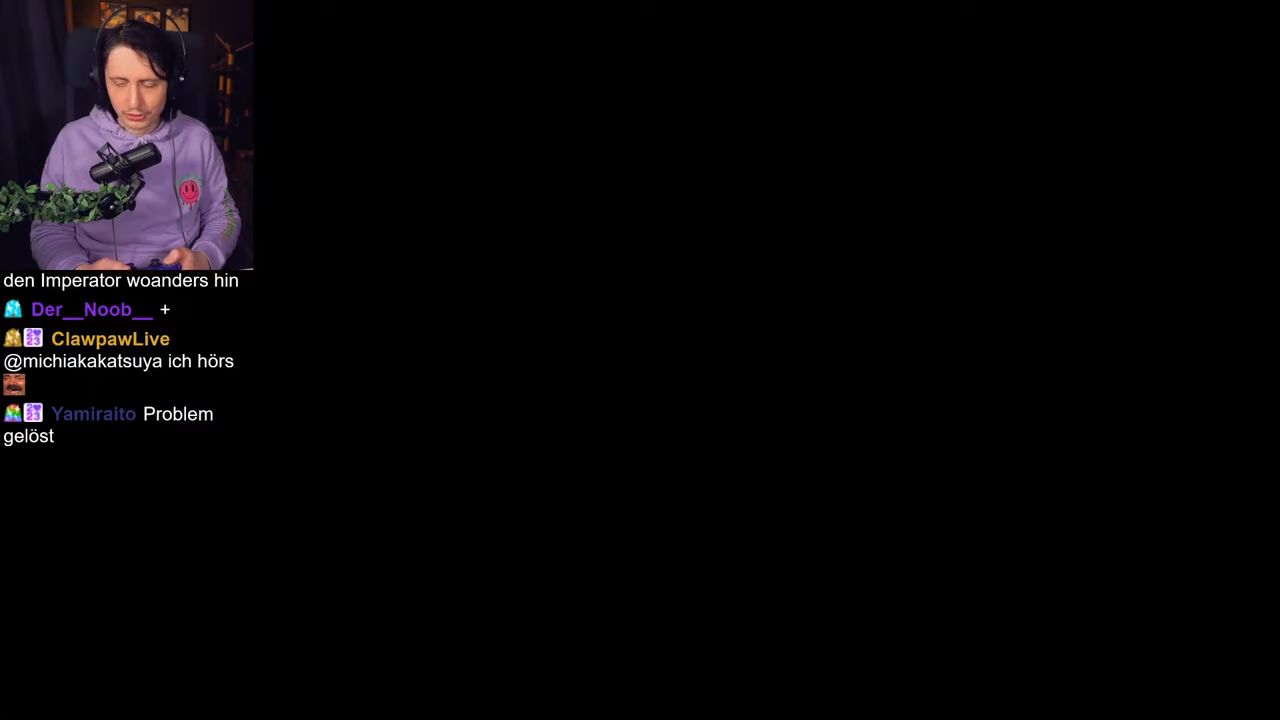 den Imperator woanders hin
Der__Noob__ +
ClawpawLive
@michiakakatsuya ich hörs
Yamiraito Problem
gelöst